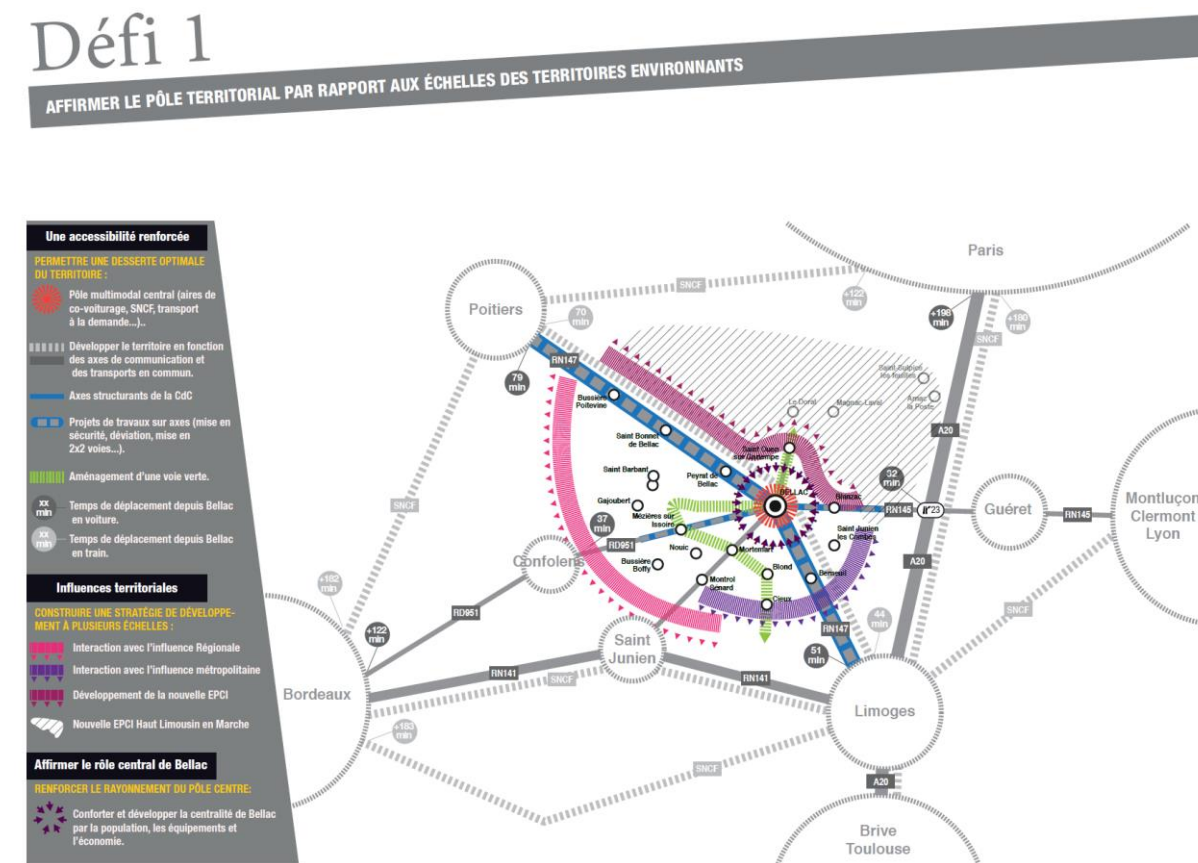 Défi 1
AFFIRMER LE PÔLE TERRITORIAL PAR RAPPORT AUX ÉCHELLES DES TERRITOIRES ENVIRONNANTS
Une accessibilité renforcée
PERMETTRE UNE DESSERTE OPTIMALE
DU TERRITOIRE :
Pôle multimodal central (aires de
co-voiturage, SNCF, transport
à la demande...)..
Développer le territoire en fonction
des axes de communication et
des transports en commun.
Axes structurants de la CdC
Projets de travaux sur axes (mise en
sécurité, déviation, mise en
2x2 voies...).
Aménagement d'une voie verte.
xx
min
Temps de déplacement depuis Bellac
en voiture.
xx
min
Temps de déplacement depuis Bellac
en train.
Influences territoriales
CONSTRUIRE UNE STRATÉGIE DE DÉVELOPPE-
MENT À PLUSIEURS ÉCHELLES :
Interaction avec l'influence Régionale
Interaction avec l'influence métropolitaine
Développement de la nouvelle EPCI
Nouvelle EPCI Haut Limousin en Marche
Affirmer le rôle central de Bellac
RENFORCER LE RAYONNEMENT DU PÔLE CENTRE:
Conforter et développer la centralité de Bellac
par la population, les équipements et
l'économie.
Paris
SNCF
+122
min
Poitiers
70
min
+198
min
+186
min
SNCF
RN147
79
min
Saint Sulpice
les feuilles
Bussière
Poitevine
Le Dorat
Magnac-Laval
Arnac
la Poste
A20
Saint Bonnet
de Bellac
Saint Ouen
sur Gartempe
Saint Barbant
Peyrat de
Bellac
32
min
Gajoubert
BELLAC
Blanzac
RN145
23
Guéret
RN145
Montluçon
Clermont
Lyon
SNCF
Mézières sur
Issoire
37
min
RD951
Saint Junien
les Combes
Nouic
Mortemart
Confolens
Bussière
Boffy
Blond
Berneuil
A20
Montrol
Sénard
Cieux
+182
min
RD951
SNCF
+122
min
44
min
RN147
Saint
Junien
51
min
RN141
SNCF
RN141
Bordeaux
Limoges
+183
min
SNCF
A20
Brive
Toulouse